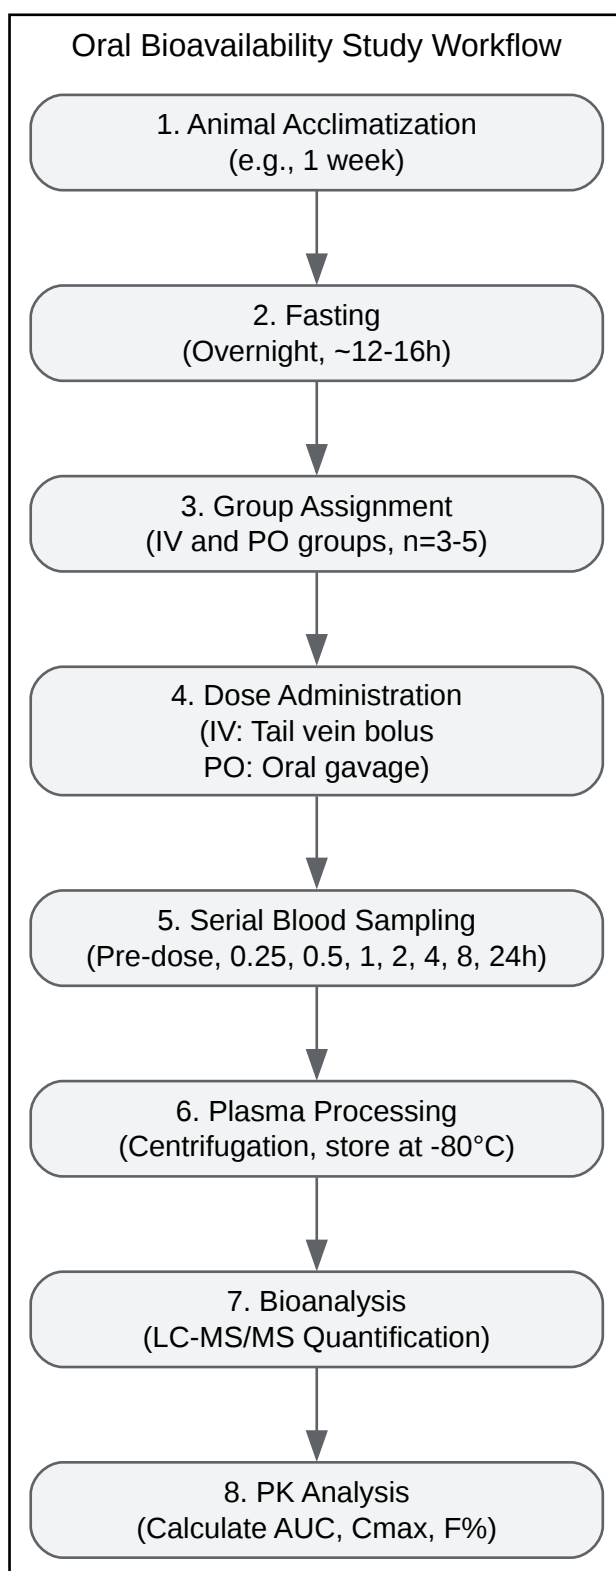 Oral Bioavailability Study Workflow
1. Animal Acclimatization
(e.g., 1 week)
2. Fasting
(Overnight, ~12-16h)
3. Group Assignment
(IV and PO groups, n=3-5)
4. Dose Administration
(IV: Tail vein bolus
PO: Oral gavage)
5. Serial Blood Sampling
(Pre-dose, 0.25, 0.5, 1, 2, 4, 8, 24h)
6. Plasma Processing
(Centrifugation, store at -80°C)
7. Bioanalysis
(LC-MS/MS Quantification)
8. PK Analysis
(Calculate AUC, Cmax, F%)